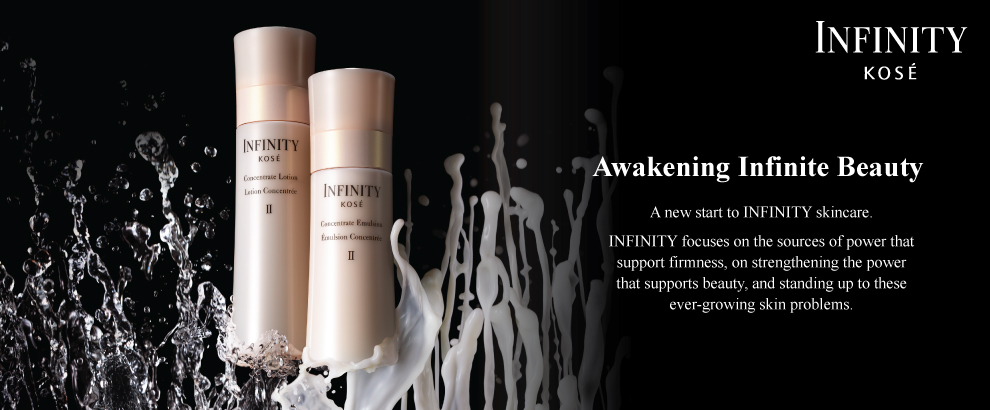 INFINITY
KOSÉ
Concentrate Lotion
Lotion Concentrée
II
INFINITY
KOSÉ
Concentrate Emulsion
Émulsion Concentrée
II
INFINITY
KOSÉ
Awakening Infinite Beauty
A new start to INFINITY skincare.
INFINITY focuses on the sources of power that
support firmness, on strengthening the power
that supports beauty, and standing up to these
ever-growing skin problems.